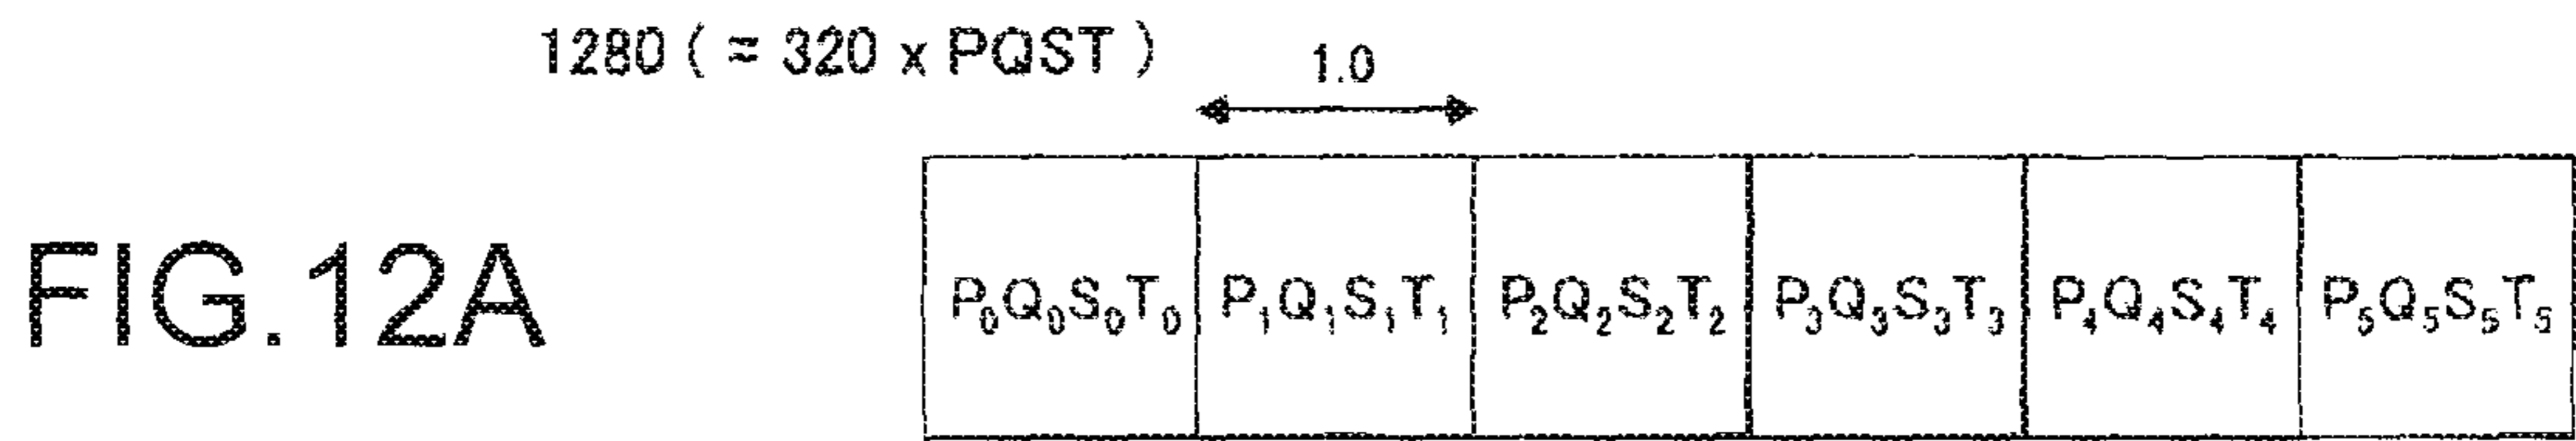 1280 ( = 320 x PQST )
1.0
FIG.12A
P₀Q₀S₀T₀ P₁Q₁S₁T₁ P₂Q₂S₂T₂ P₃Q₃S₃T₃ P₄Q₄S₄T₄ P₅Q₅S₅T₅